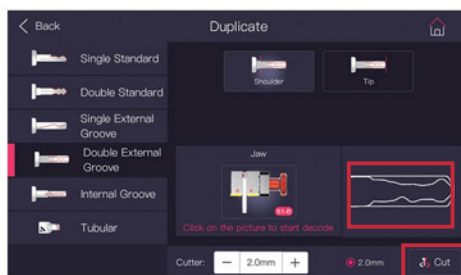 Back
Duplicate
Single Standard
Double Standard
Single External
Groove
Double External
Groove
Internal Groove
Tubular
Shoulder
Tip
Jaw
S1-B
Click on the picture to start decode
Cutter:
−
2.0mm
+
2.0mm
Cut